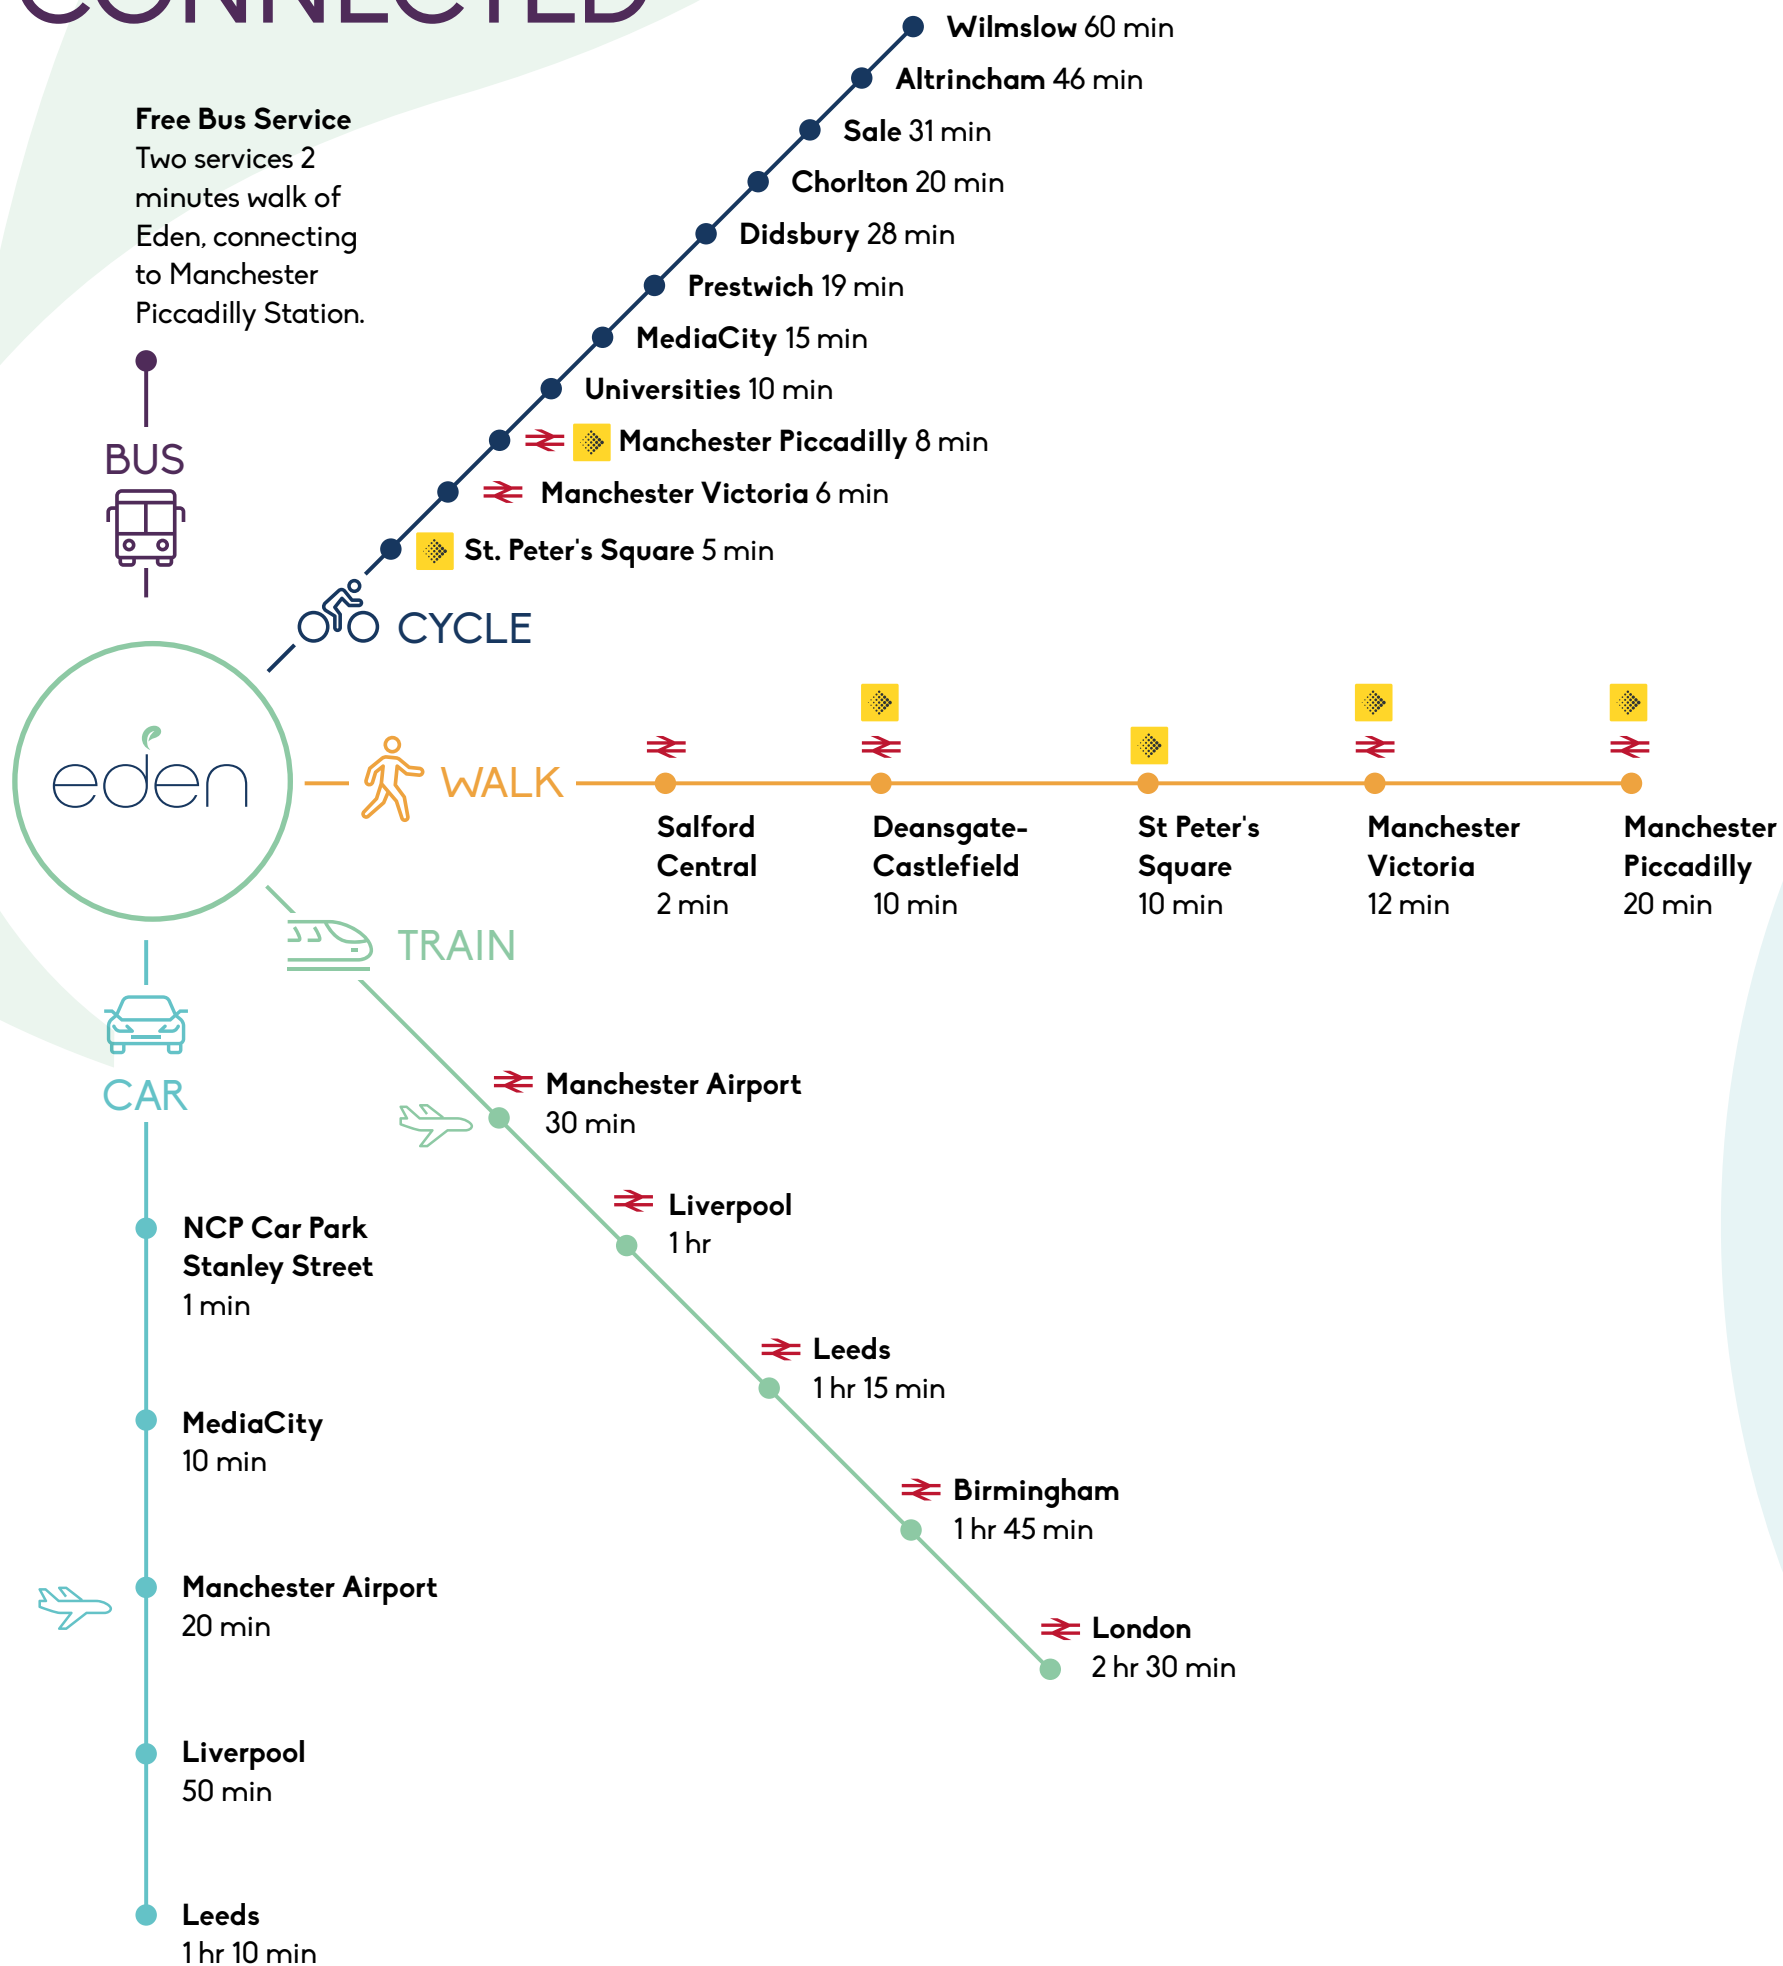 CONNECTED
Wilmslow 60 min
Altrincham 46 min
Sale 31 min
Chorlton 20 min
Didsbury 28 min
Prestwich 19 min
MediaCity 15 min
Universities 10 min
Manchester Piccadilly 8 min
Manchester Victoria 6 min
St. Peter's Square 5 min
CYCLE
Free Bus Service
Two services 2
minutes walk of
Eden, connecting
to Manchester
Piccadilly Station.
BUS
eden
WALK
Salford
Central
2 min
Deansgate-
Castlefield
10 min
St Peter's
Square
10 min
Manchester
Victoria
12 min
Manchester
Piccadilly
20 min
TRAIN
Manchester Airport
30 min
Liverpool
1 hr
Leeds
1 hr 15 min
Birmingham
1 hr 45 min
London
2 hr 30 min
CAR
NCP Car Park
Stanley Street
1 min
MediaCity
10 min
Manchester Airport
20 min
Liverpool
50 min
Leeds
1 hr 10 min